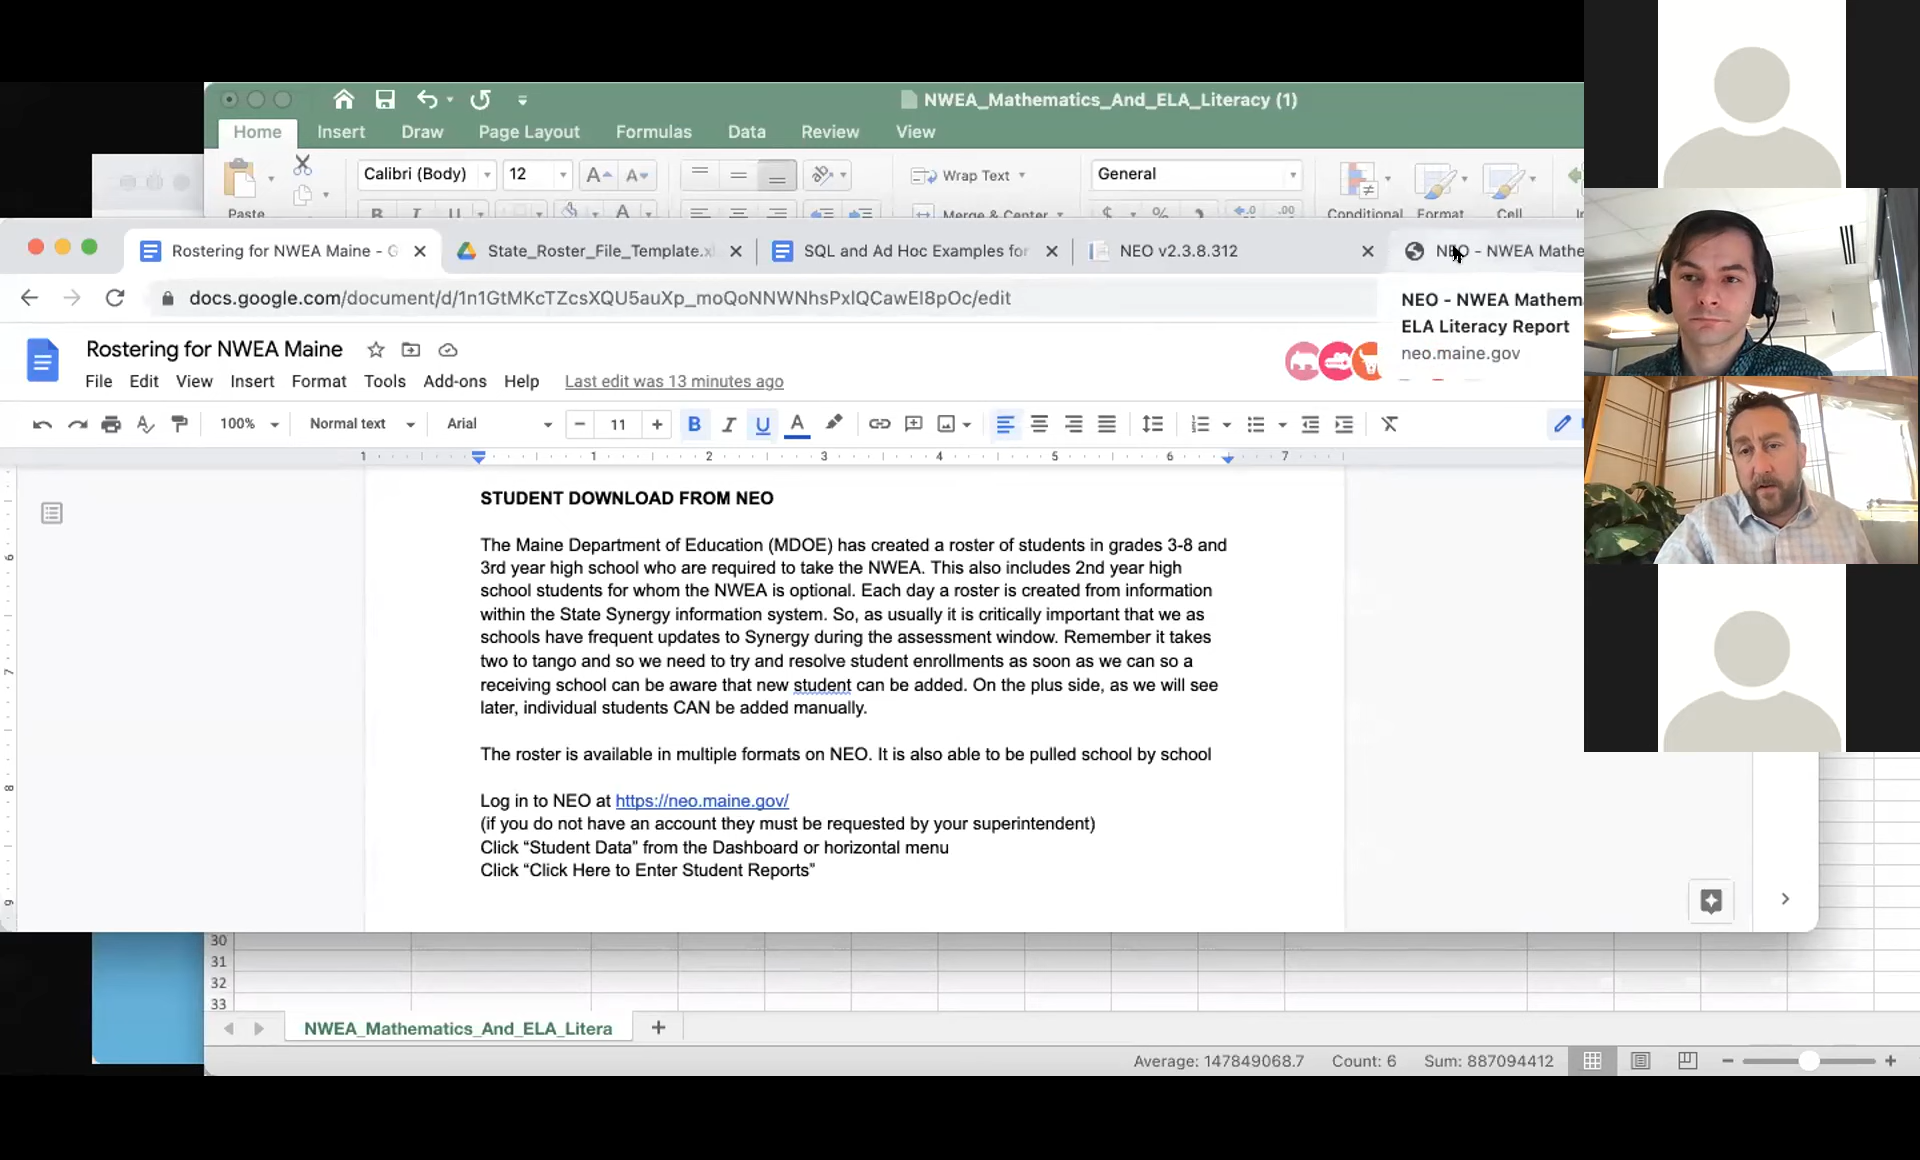 NWEA_Mathematics_And_ELA_Literacy (1)
Home Insert Draw Page Layout Formulas Data Review View
Calibri (Body) 12 A A Wrap Text General
Paste B I U A Merge & Center $ % Conditional Format Cell
Rostering for NWEA Maine - G State_Roster_File_Template.xl SQL and Ad Hoc Examples for NEO v2.3.8.312 NEO - NWEA Mathe
docs.google.com/document/d/1n1GtMKcTZcsXQU5auXp_moQoNNWNhsPxlQCawEI8pOc/edit
NEO - NWEA Mathem
ELA Literacy Report
neo.maine.gov
Rostering for NWEA Maine
File Edit View Insert Format Tools Add-ons Help Last edit was 13 minutes ago
100% Normal text Arial − 11 + B I U A
1 1 2 3 4 5 6 7
STUDENT DOWNLOAD FROM NEO
The Maine Department of Education (MDOE) has created a roster of students in grades 3-8 and
3rd year high school who are required to take the NWEA. This also includes 2nd year high
school students for whom the NWEA is optional. Each day a roster is created from information
within the State Synergy information system. So, as usually it is critically important that we as
schools have frequent updates to Synergy during the assessment window. Remember it takes
two to tango and so we need to try and resolve student enrollments as soon as we can so a
receiving school can be aware that new student can be added. On the plus side, as we will see
later, individual students CAN be added manually.
The roster is available in multiple formats on NEO. It is also able to be pulled school by school
Log in to NEO at https://neo.maine.gov/
(if you do not have an account they must be requested by your superintendent)
Click “Student Data” from the Dashboard or horizontal menu
Click “Click Here to Enter Student Reports”
6
7
8
9
30
31
32
33
NWEA_Mathematics_And_ELA_Litera +
Average: 147849068.7 Count: 6 Sum: 887094412